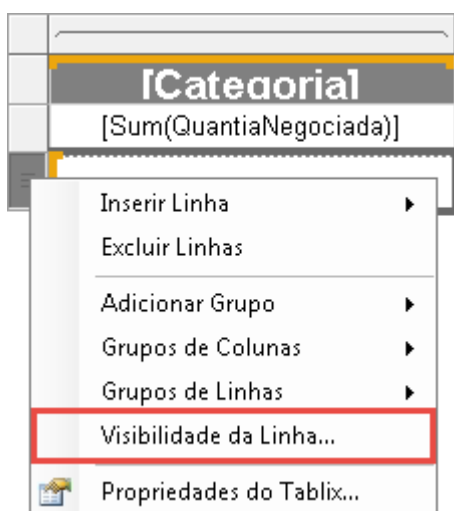 [Categoria]
[Sum(QuantiaNegociada)]
Inserir Linha
Excluir Linhas
Adicionar Grupo
Grupos de Colunas
Grupos de Linhas
Visibilidade da Linha...
Propriedades do Tablix...